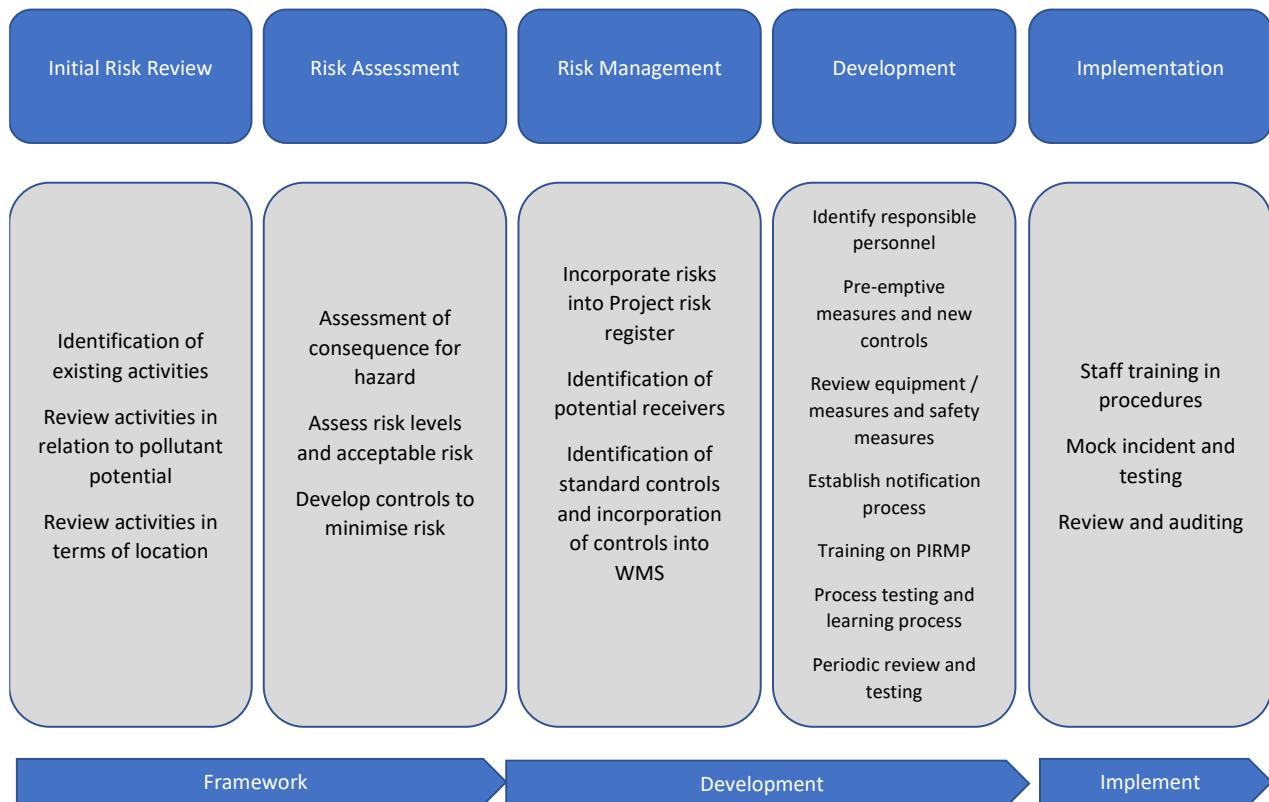 Initial Risk Review
Risk Assessment
Risk Management
Development
Implementation
Identification of
existing activities
Review activities in
relation to pollutant
potential
Review activities in
terms of location
Assessment of
consequence for
hazard
Assess risk levels
and acceptable risk
Develop controls to
minimise risk
Incorporate risks
into Project risk
register
Identification of
potential receivers
Identification of
standard controls
and incorporation
of controls into
WMS
Identify responsible
personnel
Pre-emptive
measures and new
controls
Review equipment /
measures and safety
measures
Establish notification
process
Training on PIRMP
Process testing and
learning process
Periodic review and
testing
Staff training in
procedures
Mock incident and
testing
Review and auditing
Framework
Development
Implement